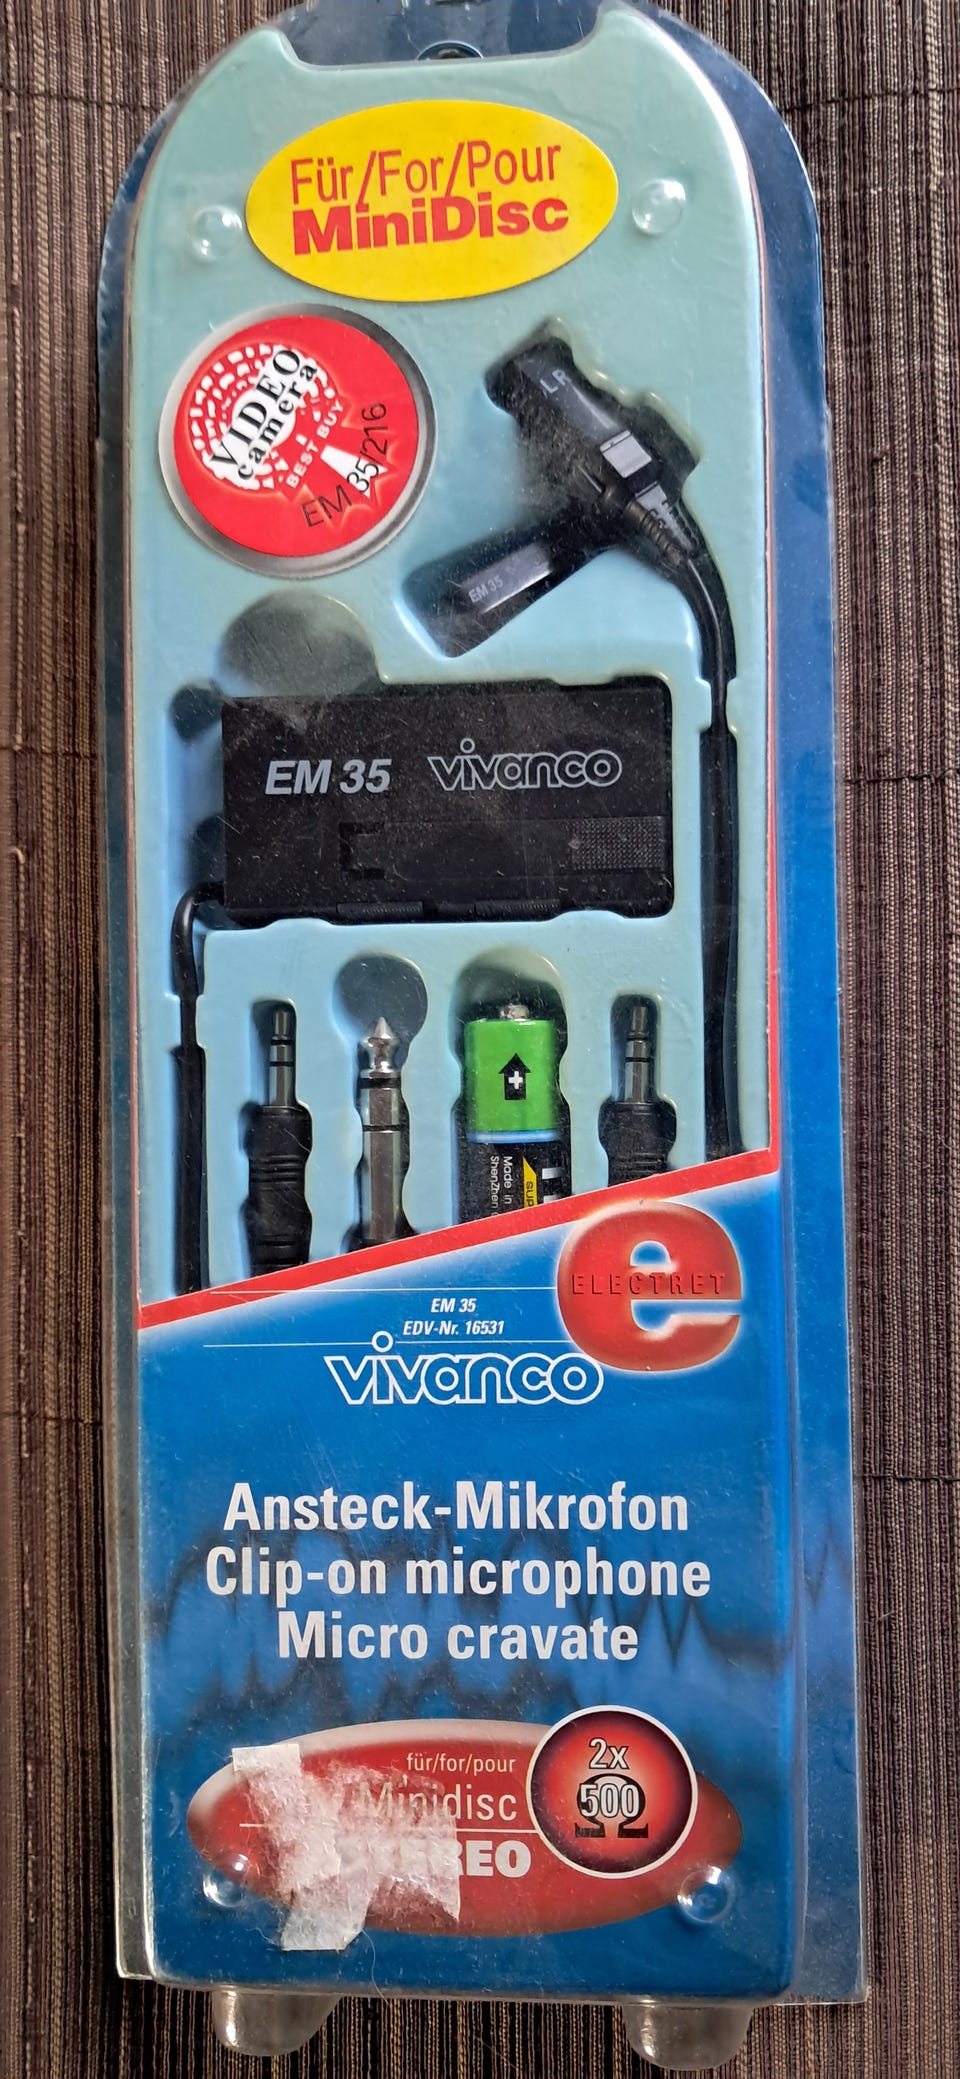 Für/For/Pour
MiniDisc
VIDEO
camera
BEST BUY
EM 35/216
LR
EM 35
EM 35 vivanco
+
Made in
ShenZhen
SUP
ELECTRET
e
EM 35
EDV-Nr. 16531
vivanco
Ansteck-Mikrofon
Clip-on microphone
Micro cravate
für/for/pour
Minidisc
STEREO
2x
500
Ω